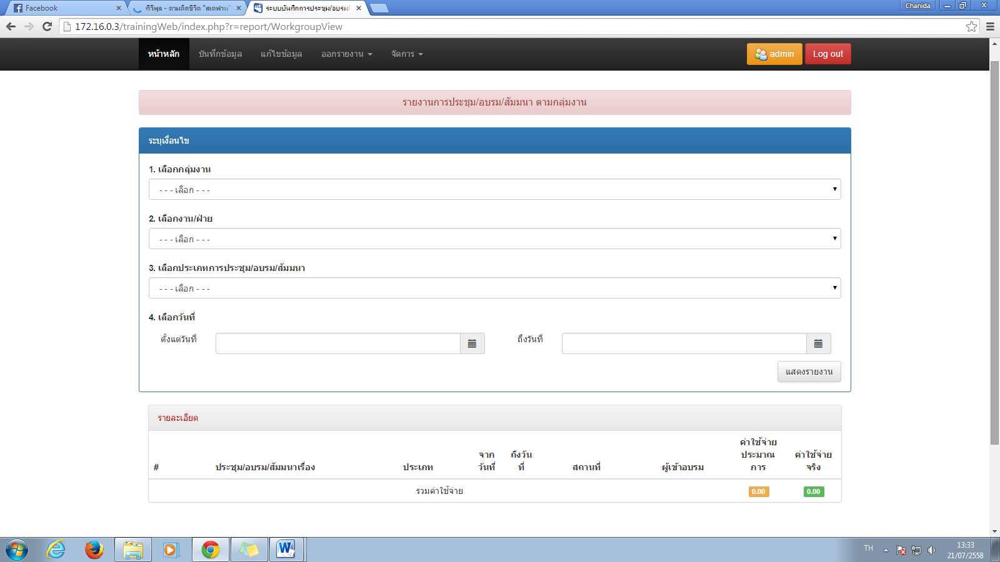 Facebook
ทีวีพูล - ตามติดชีวิต "สเตฟาน"
ระบบบันทึกการประชุม/อบรม/
Chanida
172.16.0.3/trainingWeb/index.php?r=report/WorkgroupView
หน้าหลัก บันทึกข้อมูล แก้ไขข้อมูล ออกรายงาน จัดการ admin Log out
รายงานการประชุม/อบรม/สัมมนา ตามกลุ่มงาน
ระบุเงื่อนไข
1. เลือกกลุ่มงาน
- - - เลือก - - -
2. เลือกงาน/ฝ่าย
- - - เลือก - - -
3. เลือกประเภทการประชุม/อบรม/สัมมนา
- - - เลือก - - -
4. เลือกวันที่
ตั้งแต่วันที่ ถึงวันที่
แสดงรายงาน
รายละเอียด
# ประชุม/อบรม/สัมมนาเรื่อง ประเภท จากวันที่ ถึงวันที่ สถานที่ ผู้เข้าอบรม ค่าใช้จ่ายประมาณการ ค่าใช้จ่ายจริง
รวมค่าใช้จ่าย 0.00 0.00
TH
13:33
21/07/2558